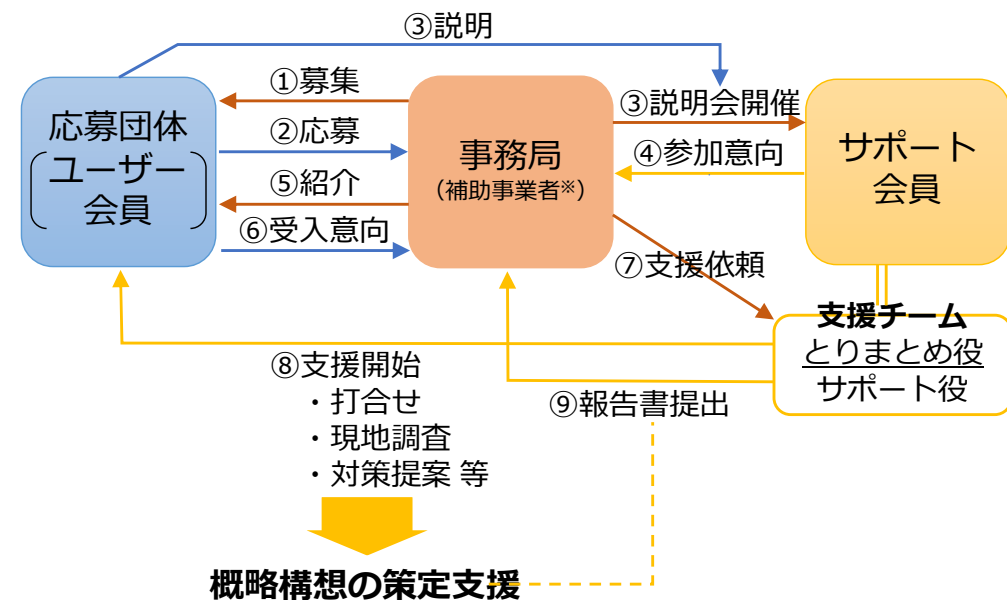 ③説明
①募集
②応募
⑤紹介
⑥受入意向
応募団体
ユーザー
会員
事務局
（補助事業者※）
③説明会開催
④参加意向
サポート
会員
⑦支援依頼
支援チーム
とりまとめ役
サポート役
⑧支援開始
・打合せ
・現地調査
・対策提案 等
⑨報告書提出
概略構想の策定支援